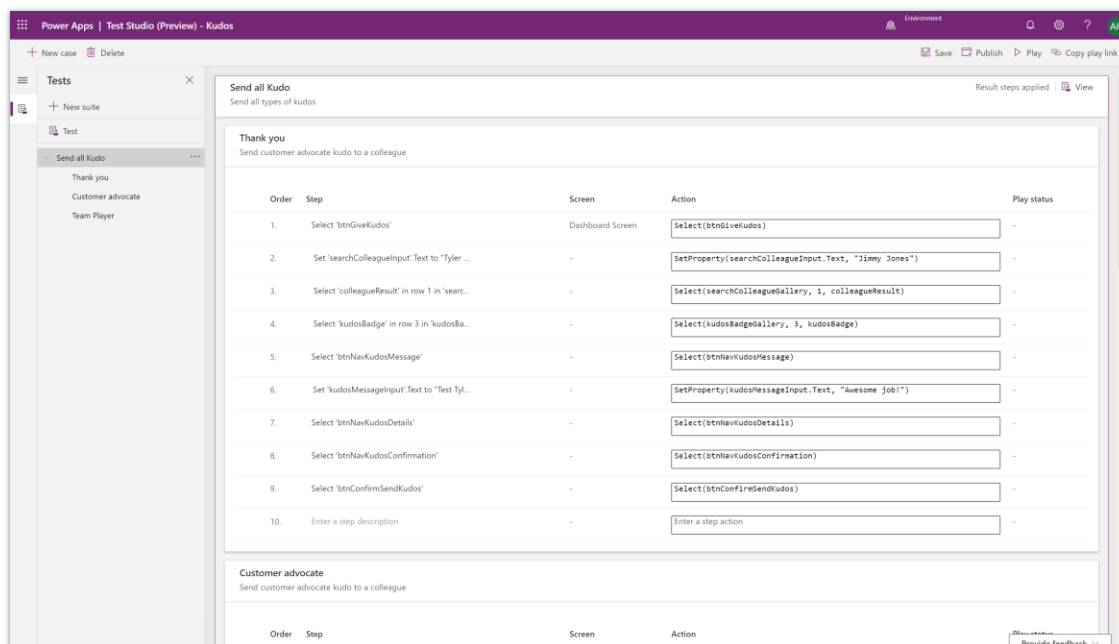 Power Apps | Test Studio (Preview) - Kudos
Environment
?
New case Delete
Save Publish Play Copy play link
Tests
New suite
Test
Send all Kudo ...
Thank you
Customer advocate
Team Player
Send all Kudo
Send all types of kudos
Result steps applied View
Thank you
Send customer advocate kudo to a colleague
Order Step Screen Action Play status
1. Select 'btnGiveKudos' Dashboard Screen Select(btnGiveKudos) -
2. Set 'searchColleagueInput'.Text to "Tyler ... - SetProperty(searchColleagueInput.Text, "Jimmy Jones") -
3. Select 'colleagueResult' in row 1 in 'searc... - Select(searchColleagueGallery, 1, colleagueResult) -
4. Select 'kudosBadge' in row 3 in 'kudosBa... - Select(kudosBadgeGallery, 3, kudosBadge) -
5. Select 'btnNavKudosMessage' - Select(btnNavKudosMessage) -
6. Set 'kudosMessageInput'.Text to "Test Tyl... - SetProperty(kudosMessageInput.Text, "Awesome job!") -
7. Select 'btnNavKudosDetails' - Select(btnNavKudosDetails) -
8. Select 'btnNavKudosConfirmation' - Select(btnNavKudosConfirmation) -
9. Select 'btnConfirmSendKudos' - Select(btnConfirmSendKudos) -
10. Enter a step description - Enter a step action -
Customer advocate
Send customer advocate kudo to a colleague
Order Step Screen Action Play status
Provide feedback